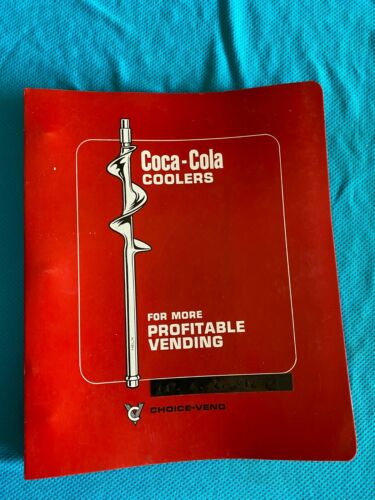 Coca-Cola
COOLERS
FOR MORE
PROFITABLE
VENDING
CHOICE-VEND